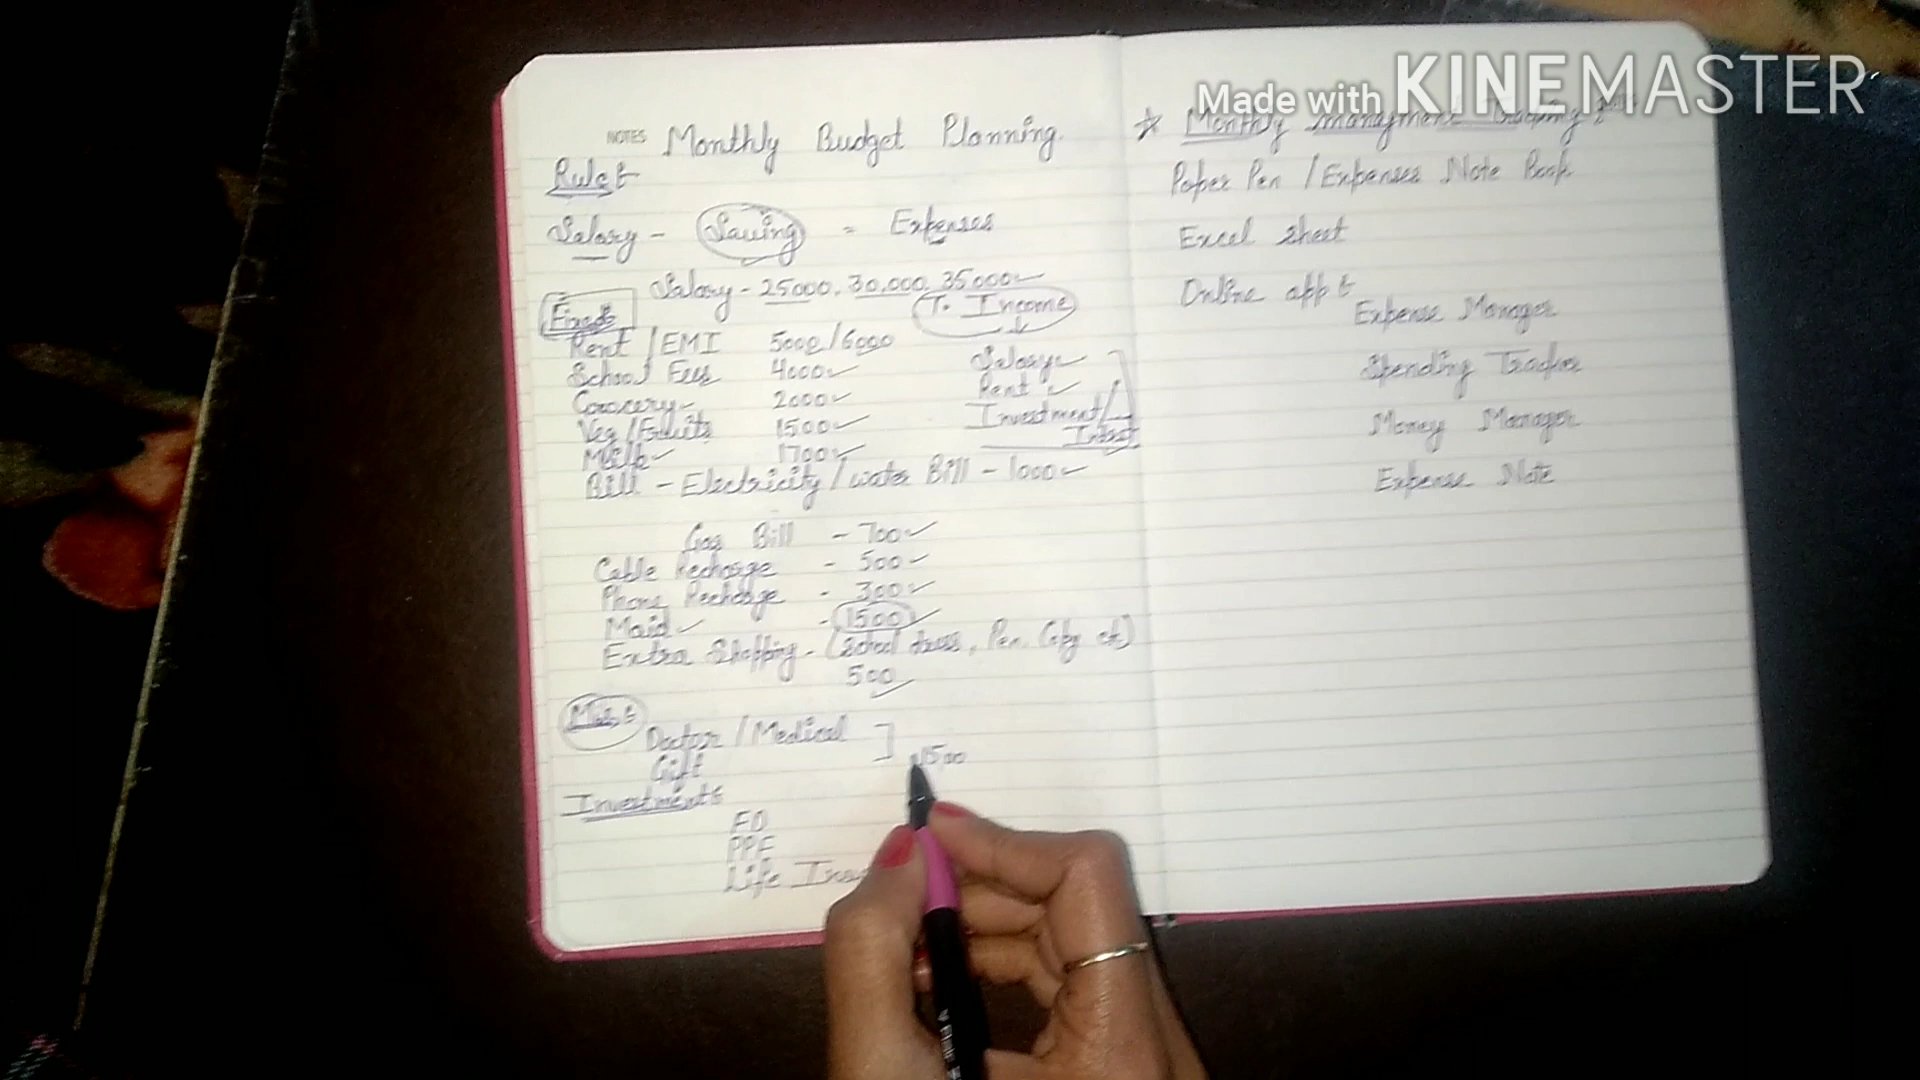 Made with KINEMASTER
NOTES Monthly Budget Planning.
Rule:-
Salary - Saving = Expenses
Salary - 25000, 30,000, 35000
Fixed:-
T. Income
Rent / EMI 5000/6000
School Fees 4000
Grocery 2000
Veg / Fruits 1500
Milk 1700
Salary
Rent
Investment/
Bill - Electricity / water Bill - 1000
Gas Bill - 700
Cable Recharge - 500
Phone Recharge - 300
Maid - 1500
Extra Shopping - (School dress, Pen, Copy etc)
500
Doctor / Medical
Gift
1500
Investments
FD
PPF
Life
☆ Monthly Managment Tracking:-
Paper Pen / Expenses Note Book
Excel sheet
Online app:-
Expense Manager
Spending Tracker
Money Manager
Expense Note